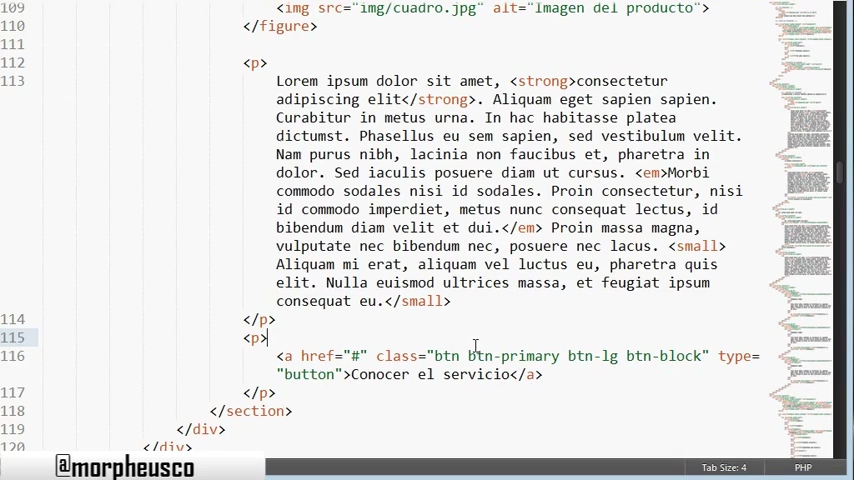 109 <img src="img/cuadro.jpg" alt="Imagen del producto">
110 </figure>
111
112 <p>
113 Lorem ipsum dolor sit amet, <strong>consectetur
adipiscing elit</strong>. Aliquam eget sapien sapien.
Curabitur in metus urna. In hac habitasse platea
dictumst. Phasellus eu sem sapien, sed vestibulum velit.
Nam purus nibh, lacinia non faucibus et, pharetra in
dolor. Sed iaculis posuere diam ut cursus. <em>Morbi
commodo sodales nisi id sodales. Proin consectetur, nisi
id commodo imperdiet, metus nunc consequat lectus, id
bibendum diam velit et dui.</em> Proin massa magna,
vulputate nec bibendum nec, posuere nec lacus. <small>
Aliquam mi erat, aliquam vel luctus eu, pharetra quis
elit. Nulla euismod ultrices massa, et feugiat ipsum
consequat eu.</small>
114 </p>
115 <p>
116 <a href="#" class="btn btn-primary btn-lg btn-block" type=
"button">Conocer el servicio</a>
117 </p>
118 </section>
119 </div>
120 </div>
@morpheusco
Tab Size: 4 PHP